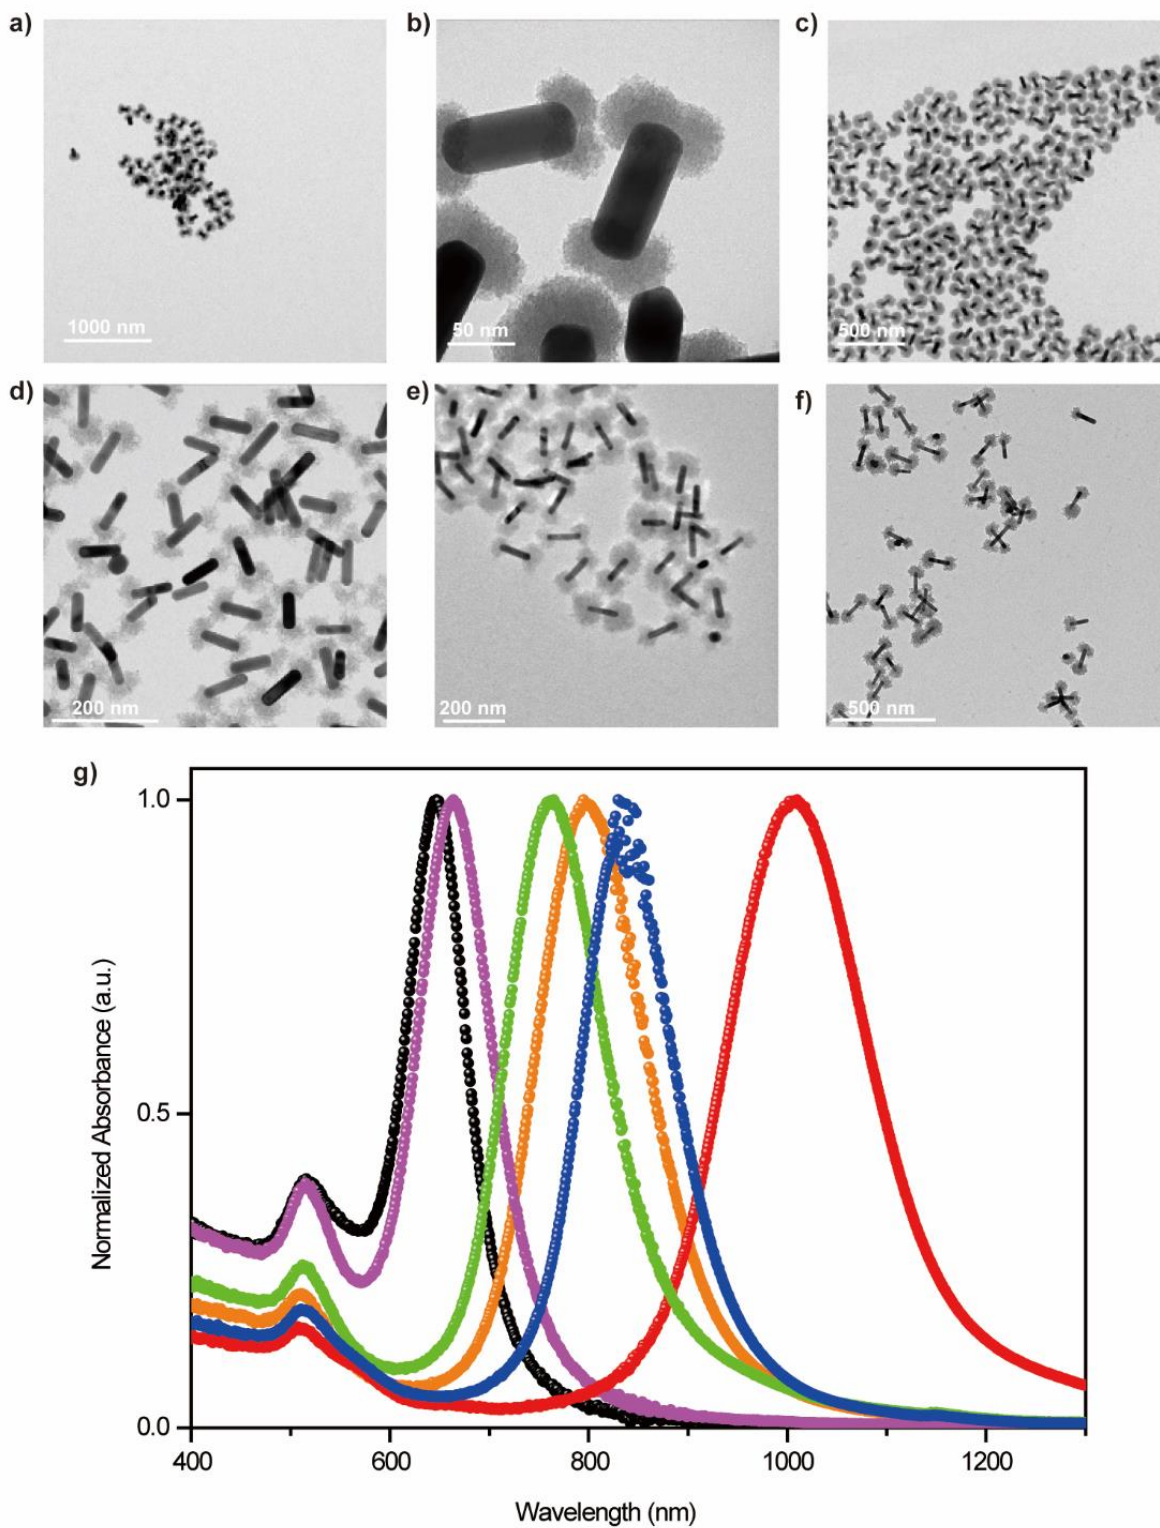 a)
b)
c)
1000 nm
50 nm
500 nm
d)
e)
f)
200 nm
200 nm
500 nm
g)
1.0
0.5
0.0
Normalized Absorbance (a.u.)
400
600
800
1000
1200
Wavelength (nm)